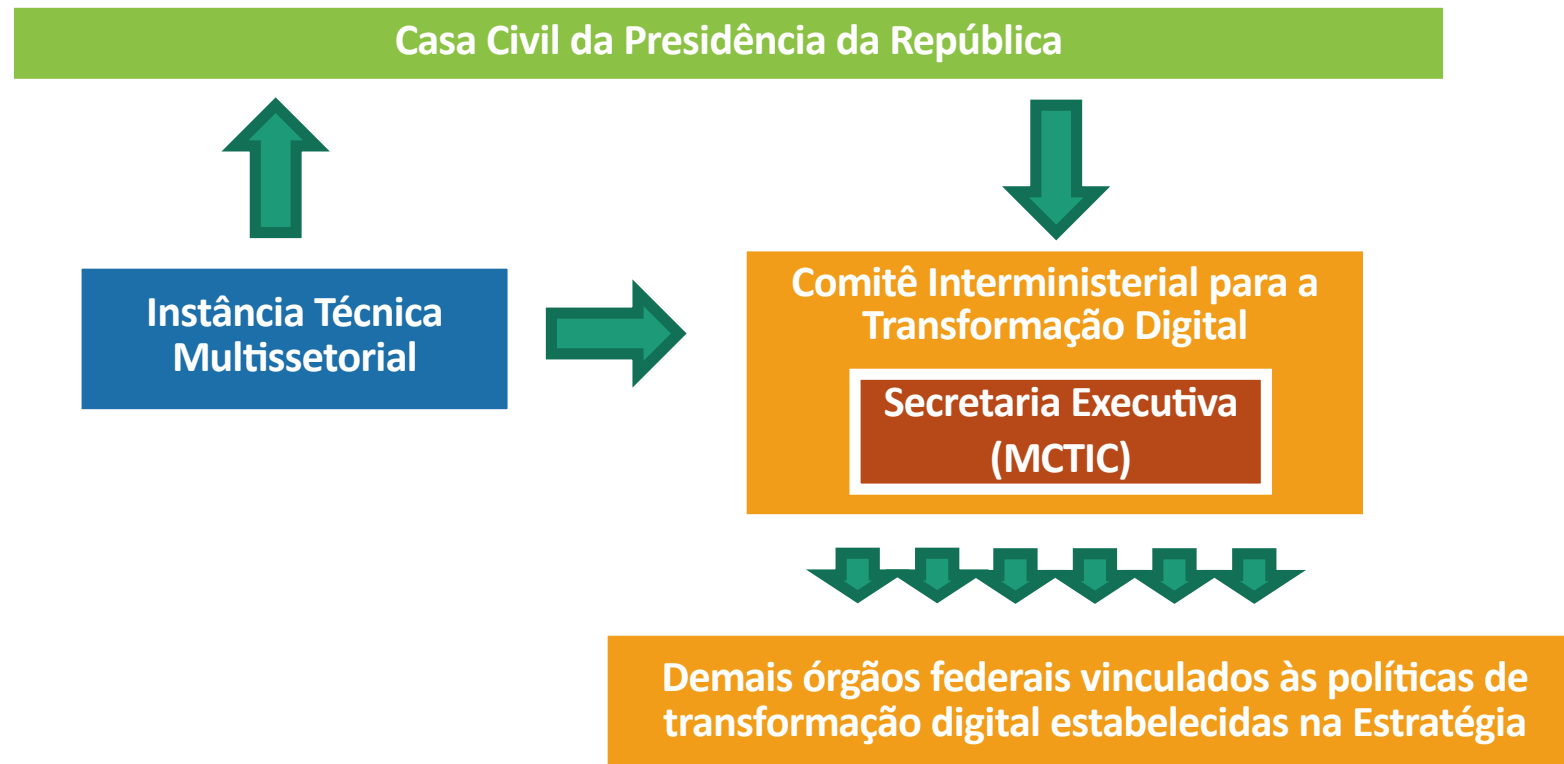 Casa Civil da Presidência da República
Instância Técnica
Multissetorial
Comitê Interministerial para a
Transformação Digital
Secretaria Executiva
(MCTIC)
Demais órgãos federais vinculados às políticas de
transformação digital estabelecidas na Estratégia